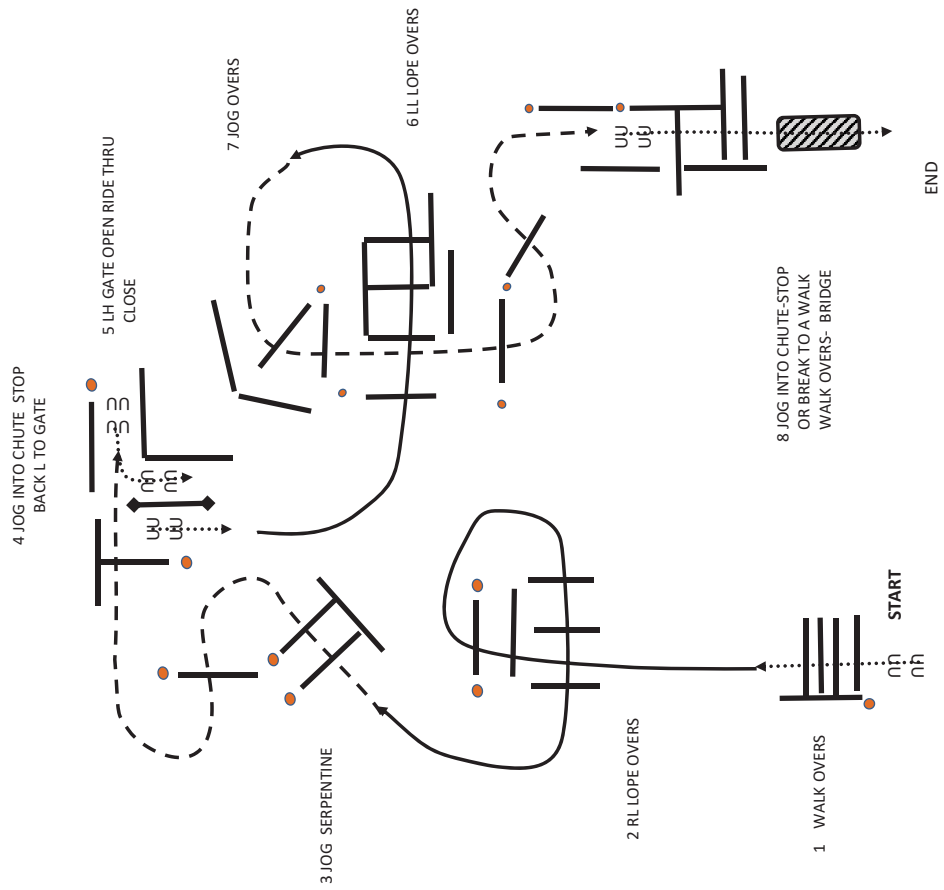 1 WALK OVERS
START
2 RL LOPE OVERS
3 JOG SERPENTINE
4 JOG INTO CHUTE STOP
BACK L TO GATE
5 LH GATE OPEN RIDE THRU
CLOSE
6 LL LOPE OVERS
7 JOG OVERS
8 JOG INTO CHUTE-STOP
OR BREAK TO A WALK
WALK OVERS- BRIDGE
END